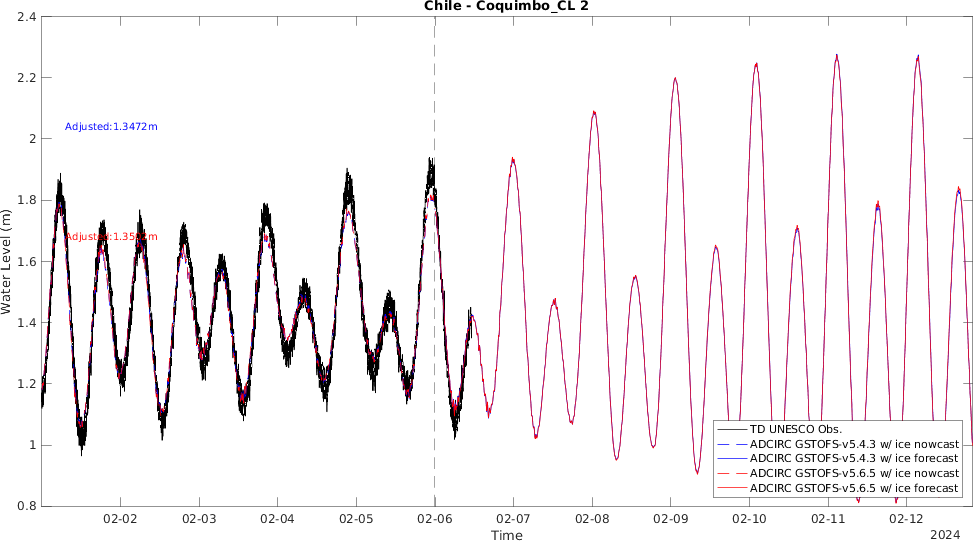 Chile - Coquimbo_CL 2
2.4
2.2
2
1.8
1.6
1.4
1.2
1
0.8
Water Level (m)
Adjusted:1.3472m
TD UNESCO Obs.
ADCIRC GSTOFS-v5.4.3 w/ ice nowcast
ADCIRC GSTOFS-v5.4.3 w/ ice forecast
ADCIRC GSTOFS-v5.6.5 w/ ice nowcast
ADCIRC GSTOFS-v5.6.5 w/ ice forecast
02-02 02-03 02-04 02-05 02-06 02-07 02-08 02-09 02-10 02-11 02-12
Time
2024